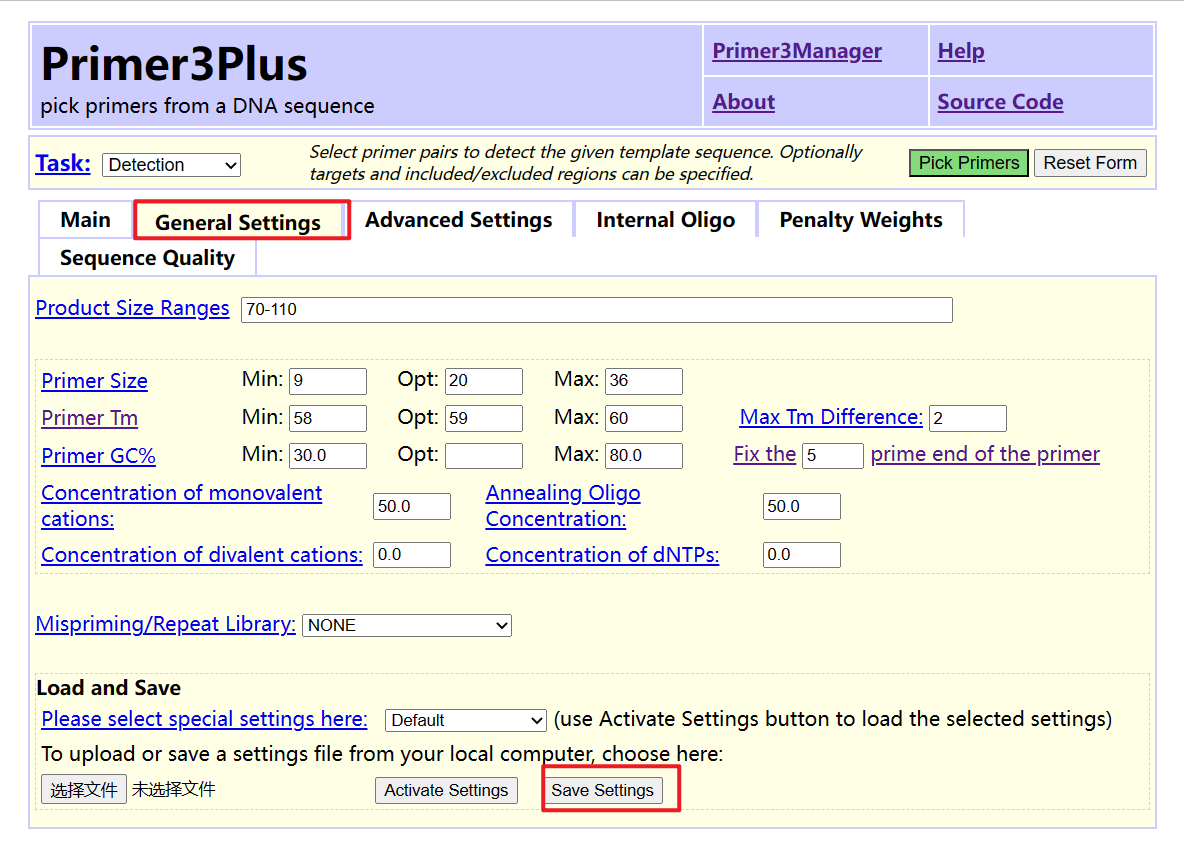 Primer3Plus
pick primers from a DNA sequence
Primer3Manager
Help
About
Source Code
Task: Detection
Select primer pairs to detect the given template sequence. Optionally
targets and included/excluded regions can be specified.
Pick Primers Reset Form
Main General Settings Advanced Settings Internal Oligo Penalty Weights
Sequence Quality
Product Size Ranges 70-110
Primer Size Min: 9 Opt: 20 Max: 36
Primer Tm Min: 58 Opt: 59 Max: 60 Max Tm Difference: 2
Primer GC% Min: 30.0 Opt: Max: 80.0 Fix the 5 prime end of the primer
Concentration of monovalent
cations: 50.0
Annealing Oligo
Concentration: 50.0
Concentration of divalent cations: 0.0 Concentration of dNTPs: 0.0
Mispriming/Repeat Library: NONE
Load and Save
Please select special settings here: Default (use Activate Settings button to load the selected settings)
To upload or save a settings file from your local computer, choose here:
选择文件 未选择文件 Activate Settings Save Settings